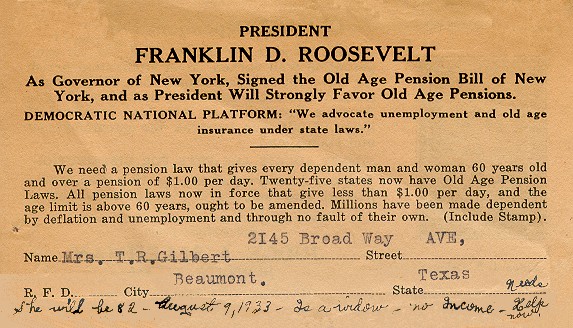 PRESIDENT
FRANKLIN D. ROOSEVELT
As Governor of New York, Signed the Old Age Pension Bill of New
York, and as President Will Strongly Favor Old Age Pensions.
DEMOCRATIC NATIONAL PLATFORM: "We advocate unemployment and old age
insurance under state laws."
We need a pension law that gives every dependent man and woman 60 years old
and over a pension of $1.00 per day. Twenty-five states now have Old Age Pension
Laws. All pension laws now in force that give less than $1.00 per day, and the
age limit is above 60 years, ought to be amended. Millions have been made dependent
by deflation and unemployment and through no fault of their own. (Include Stamp).
2I45 Broad Way AVE,
Name Mrs. T.R.Gilbert Street
Beaumont. Texas
R. F. D. City State
She will be 82 - August 9, 1933 - Is a widow - no Income - Needs
Help
now